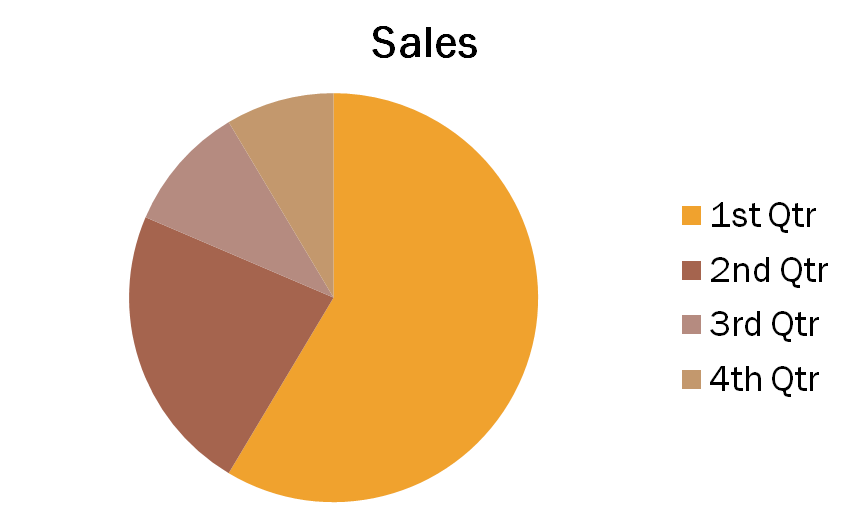 Sales
1st Qtr
2nd Qtr
3rd Qtr
4th Qtr